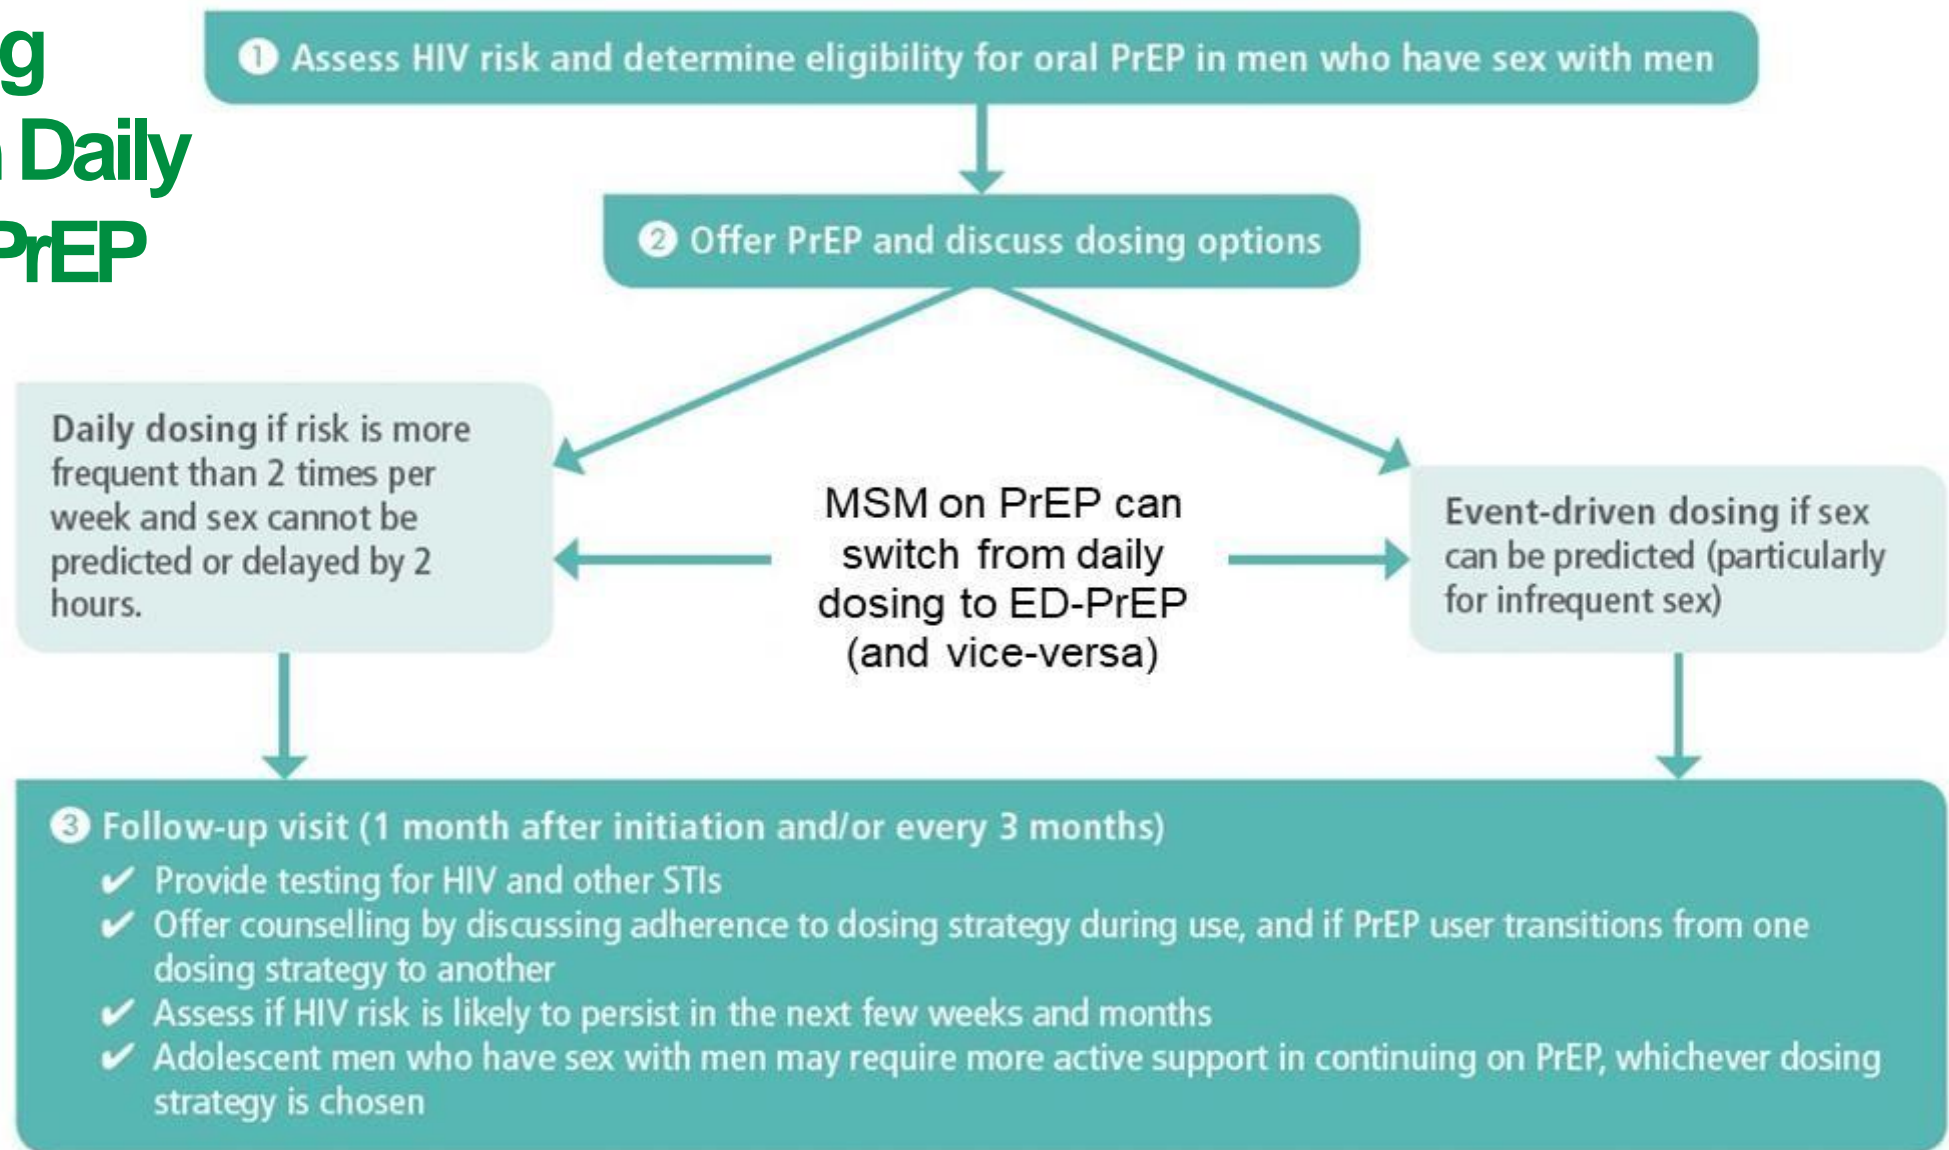 Daily
PrEP
1 Assess HIV risk and determine eligibility for oral PrEP in men who have sex with men
2 Offer PrEP and discuss dosing options
Daily dosing if risk is more
frequent than 2 times per
week and sex cannot be
predicted or delayed by 2
hours.
MSM on PrEP can
switch from daily
dosing to ED-PrEP
(and vice-versa)
Event-driven dosing if sex
can be predicted (particularly
for infrequent sex)
3 Follow-up visit (1 month after initiation and/or every 3 months)
✔ Provide testing for HIV and other STIs
✔ Offer counselling by discussing adherence to dosing strategy during use, and if PrEP user transitions from one
dosing strategy to another
✔ Assess if HIV risk is likely to persist in the next few weeks and months
✔ Adolescent men who have sex with men may require more active support in continuing on PrEP, whichever dosing
strategy is chosen